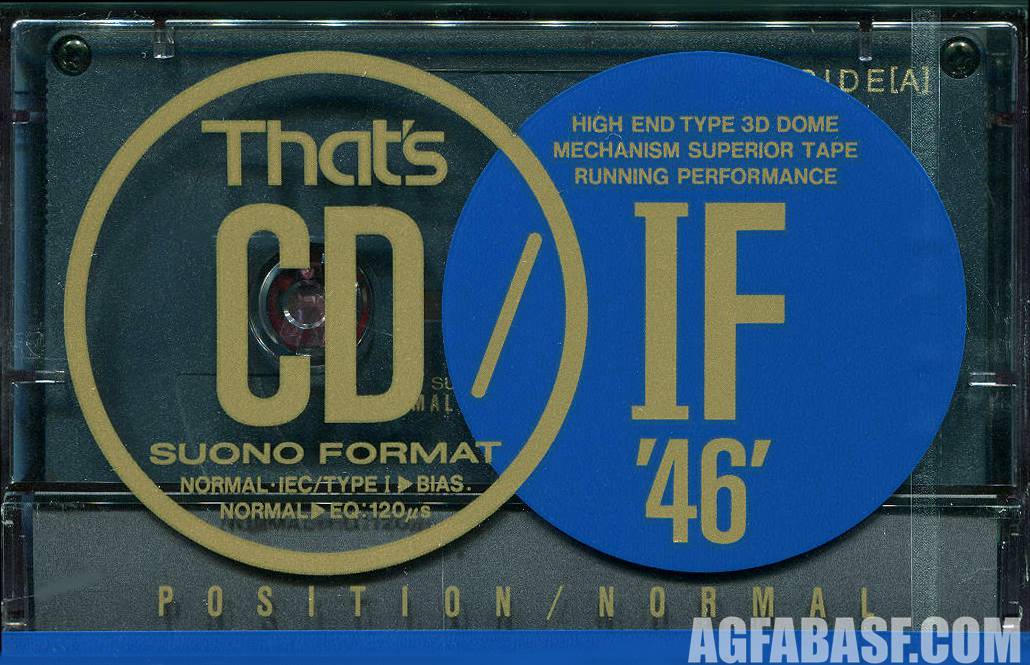 SIDE[A]
That's
CD/IF
'46'
HIGH END TYPE 3D DOME
MECHANISM SUPERIOR TAPE
RUNNING PERFORMANCE
SUONO FORMAT
NORMAL·IEC/TYPE I▶BIAS.
NORMAL▶EQ:120μs
POSITION/NORMAL
AGFABASF.COM